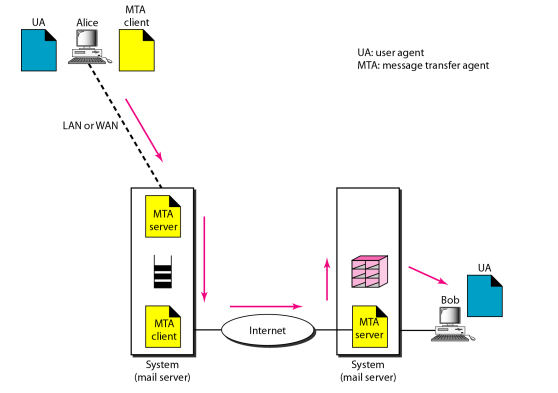 UA
Alice
MTA
client
UA: user agent
MTA: message transfer agent
LAN or WAN
MTA
server
MTA
client
Internet
MTA
server
UA
Bob
System
(mail server)
System
(mail server)